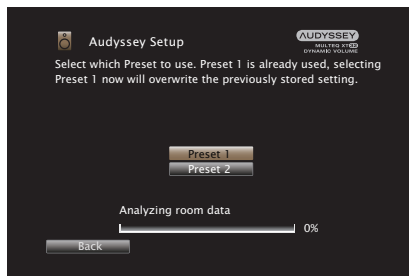 Audyssey Setup
AUDYSSEY
MULTEQ XT32
DYNAMIC VOLUME
Select which Preset to use. Preset 1 is already used, selecting
Preset 1 now will overwrite the previously stored setting.
Preset 1
Preset 2
Analyzing room data
0%
Back